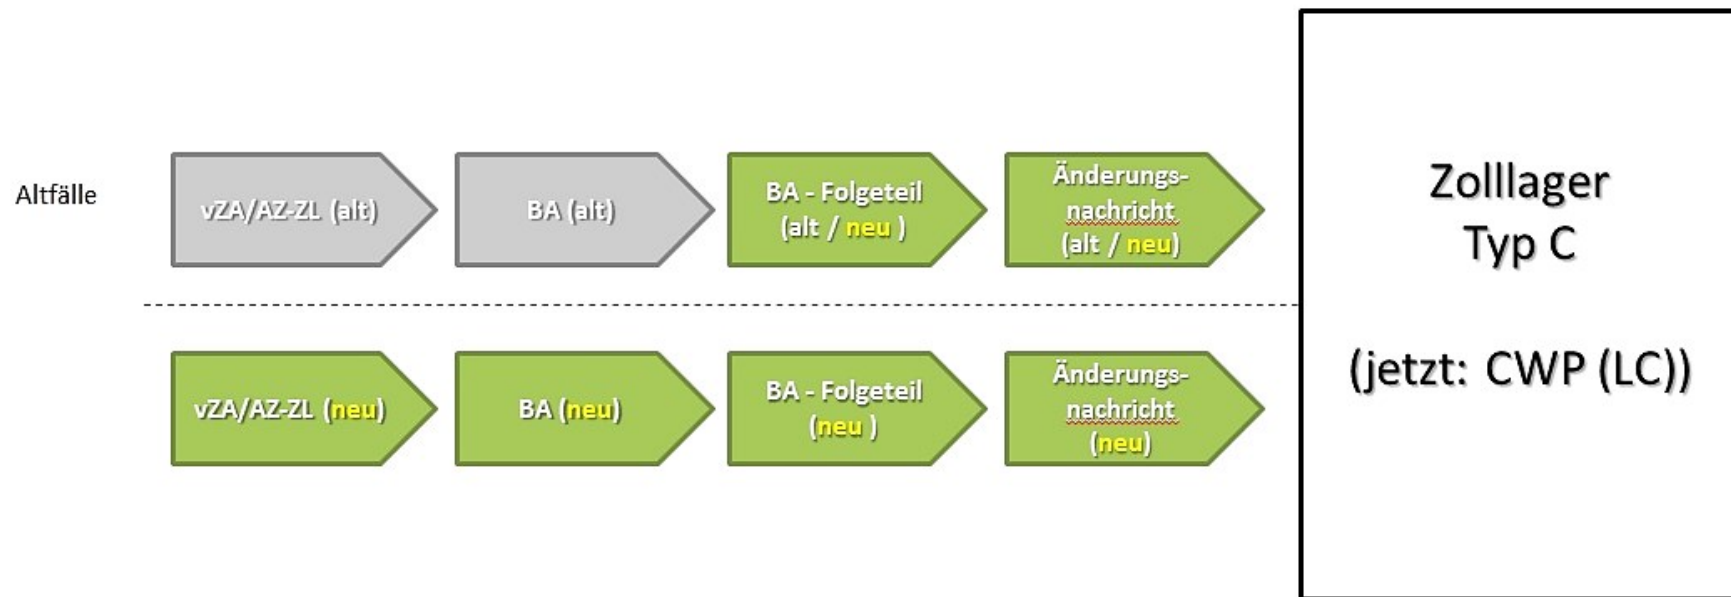 Altfälle
vZA/AZ-ZL (alt)
BA (alt)
BA - Folgeteil
(alt / neu )
Änderungs-
nachricht
(alt / neu)
vZA/AZ-ZL (neu)
BA (neu)
BA - Folgeteil
(neu )
Änderungs-
nachricht
(neu)
Zolllager
Typ C
(jetzt: CWP (LC))